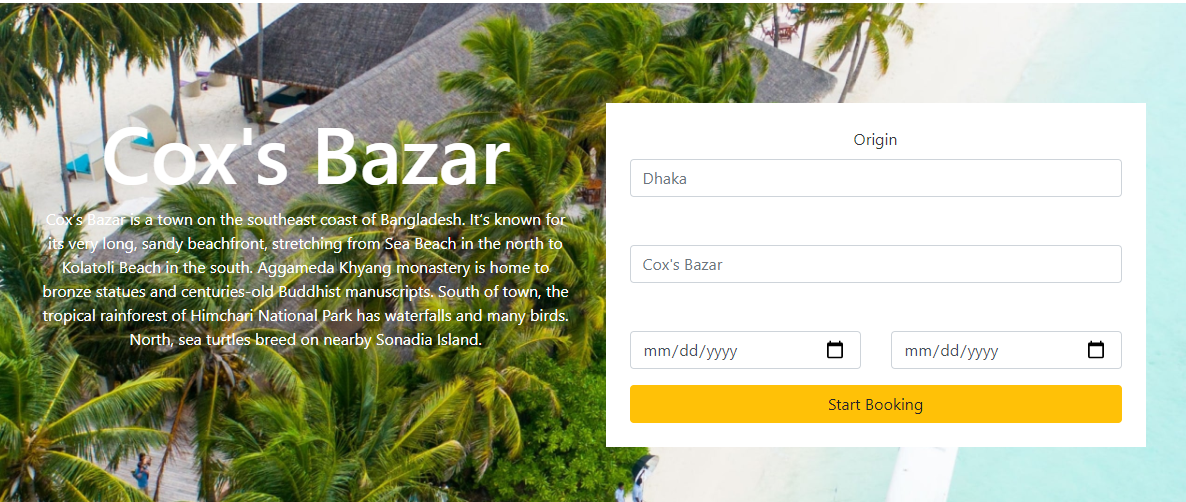 Cox's Bazar
Cox's Bazar is a town on the southeast coast of Bangladesh. It’s known for
its very long, sandy beachfront, stretching from Sea Beach in the north to
Kolatoli Beach in the south. Aggameda Khyang monastery is home to
bronze statues and centuries-old Buddhist manuscripts. South of town, the
tropical rainforest of Himchari National Park has waterfalls and many birds.
North, sea turtles breed on nearby Sonadia Island.
Origin
Dhaka
Cox's Bazar
mm/dd/yyyy mm/dd/yyyy
Start Booking